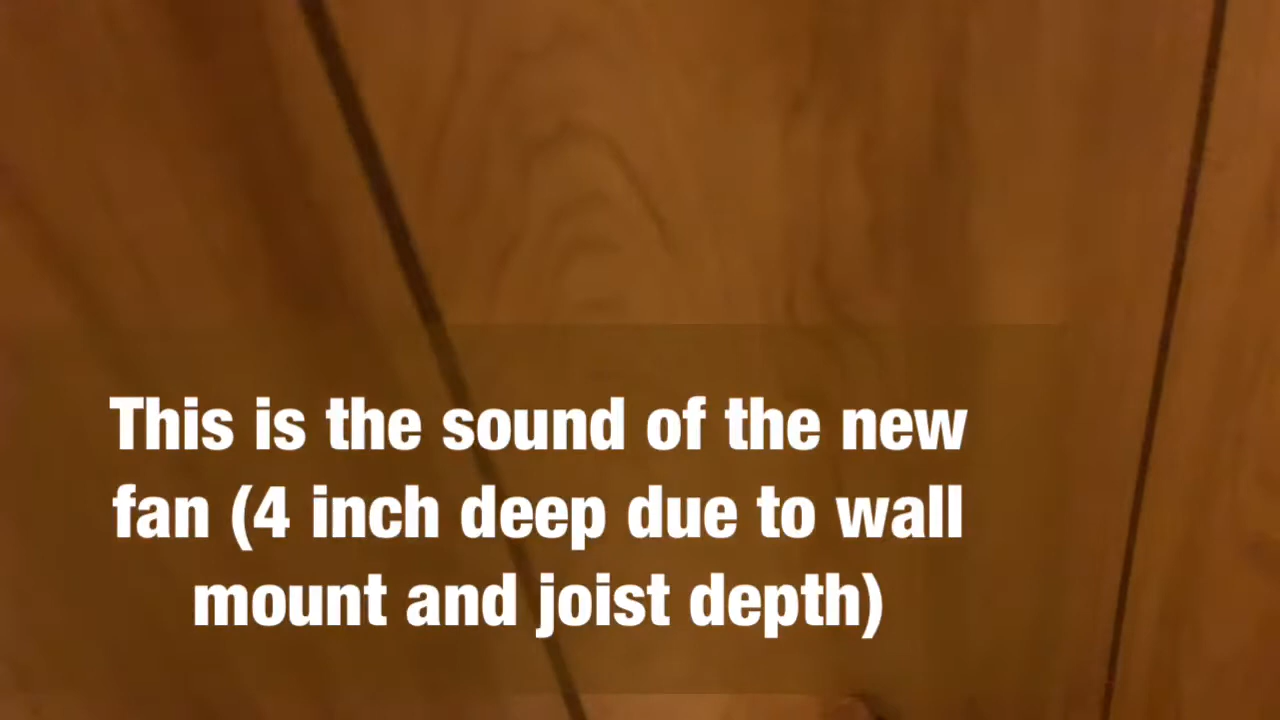 This is the sound of the new
fan (4 inch deep due to wall
mount and joist depth)